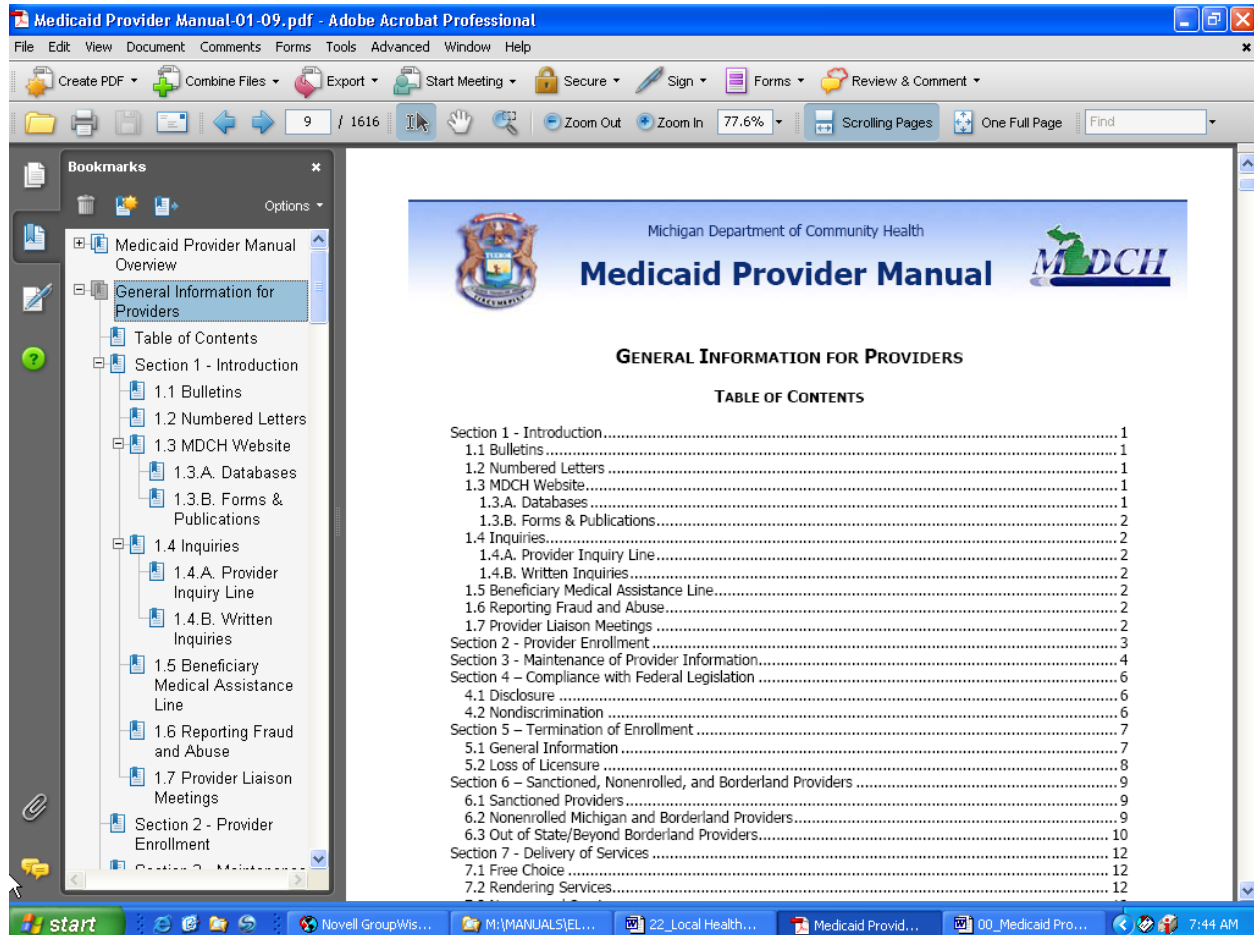 Medicaid Provider Manual-01-09.pdf - Adobe Acrobat Professional
File Edit View Document Comments Forms Tools Advanced Window Help
Create PDF Combine Files Export Start Meeting Secure Sign Forms Review & Comment
9 / 1616 Zoom Out Zoom In 77.6% Scrolling Pages One Full Page Find
Bookmarks
Options
Medicaid Provider Manual
Overview
General Information for
Providers
Table of Contents
Section 1 - Introduction
1.1 Bulletins
1.2 Numbered Letters
1.3 MDCH Website
1.3.A. Databases
1.3.B. Forms &
Publications
1.4 Inquiries
1.4.A. Provider
Inquiry Line
1.4.B. Written
Inquiries
1.5 Beneficiary
Medical Assistance
Line
1.6 Reporting Fraud
and Abuse
1.7 Provider Liaison
Meetings
Section 2 - Provider
Enrollment
Michigan Department of Community Health
Medicaid Provider Manual
MDCH
TUEBOR
GENERAL INFORMATION FOR PROVIDERS
TABLE OF CONTENTS
Section 1 - Introduction 1
1.1 Bulletins 1
1.2 Numbered Letters 1
1.3 MDCH Website 1
1.3.A. Databases 1
1.3.B. Forms & Publications 2
1.4 Inquiries 2
1.4.A. Provider Inquiry Line 2
1.4.B. Written Inquiries 2
1.5 Beneficiary Medical Assistance Line 2
1.6 Reporting Fraud and Abuse 2
1.7 Provider Liaison Meetings 2
Section 2 - Provider Enrollment 3
Section 3 - Maintenance of Provider Information 4
Section 4 – Compliance with Federal Legislation 6
4.1 Disclosure 6
4.2 Nondiscrimination 6
Section 5 – Termination of Enrollment 7
5.1 General Information 7
5.2 Loss of Licensure 8
Section 6 – Sanctioned, Nonenrolled, and Borderland Providers 9
6.1 Sanctioned Providers 9
6.2 Nonenrolled Michigan and Borderland Providers 9
6.3 Out of State/Beyond Borderland Providers 10
Section 7 - Delivery of Services 12
7.1 Free Choice 12
7.2 Rendering Services 12
start Novell GroupWis... M:\MANUALS\EL... 22_Local Health... Medicaid Provid... 00_Medicaid Pro... 7:44 AM